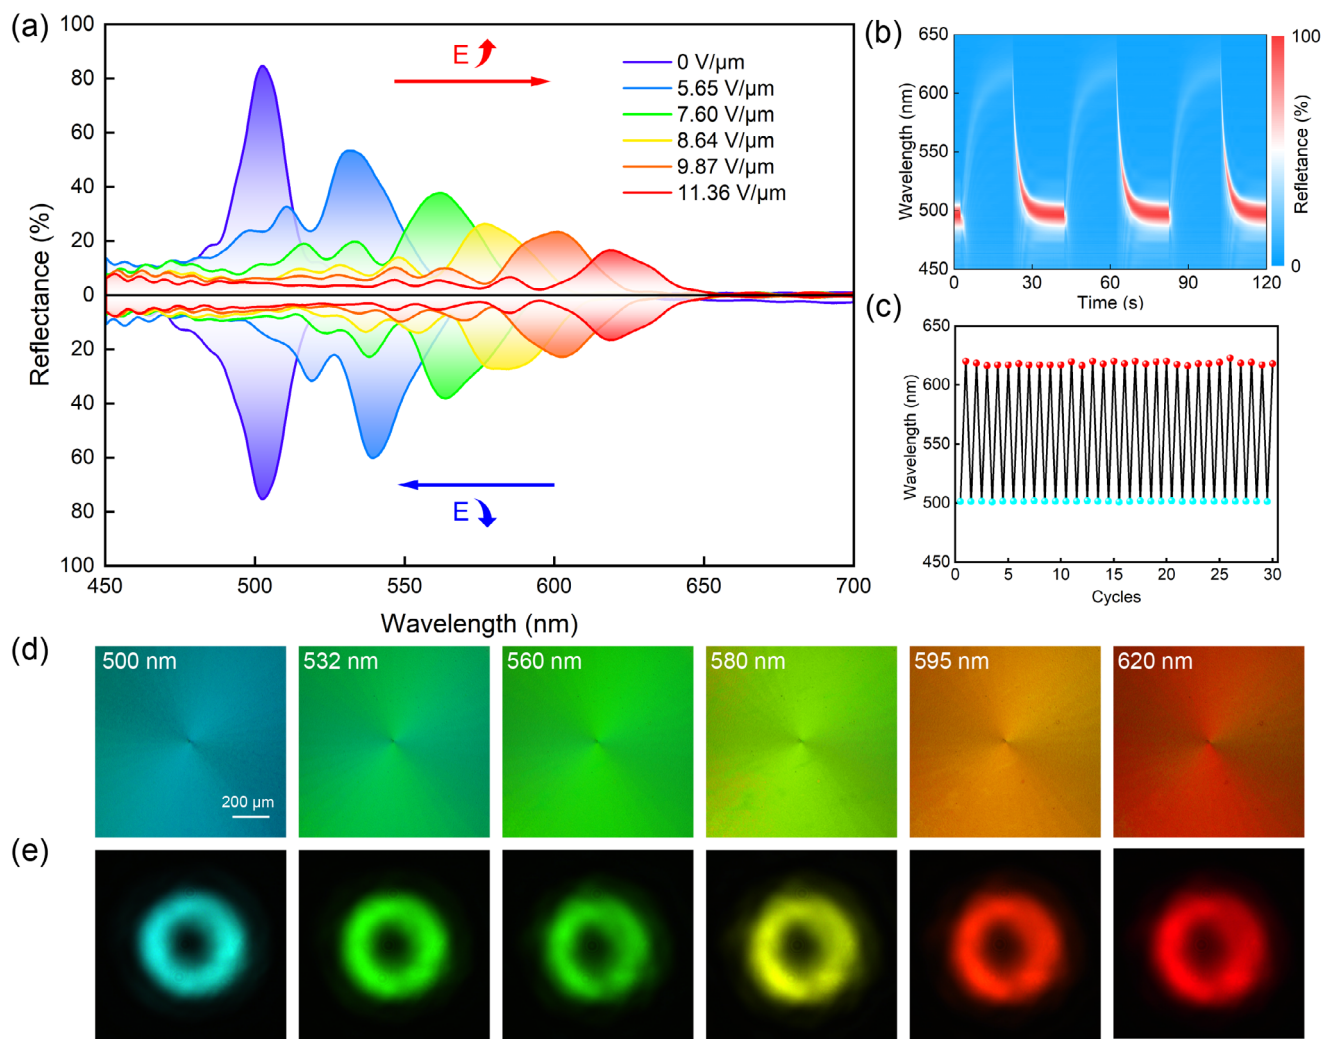 (a)
100
80
60
40
20
0
20
40
60
80
100
Reflectance (%)
E
0 V/μm
5.65 V/μm
7.60 V/μm
8.64 V/μm
9.87 V/μm
11.36 V/μm
E
450 500 550 600 650 700
Wavelength (nm)
(b)
650
600
550
500
450
Wavelength (nm)
0 30 60 90 120
Time (s)
100
0
Refletance (%)
(c)
650
600
550
500
450
Wavelength (nm)
0 5 10 15 20 25 30
Cycles
(d)
500 nm 532 nm 560 nm 580 nm 595 nm 620 nm
200 μm
(e)